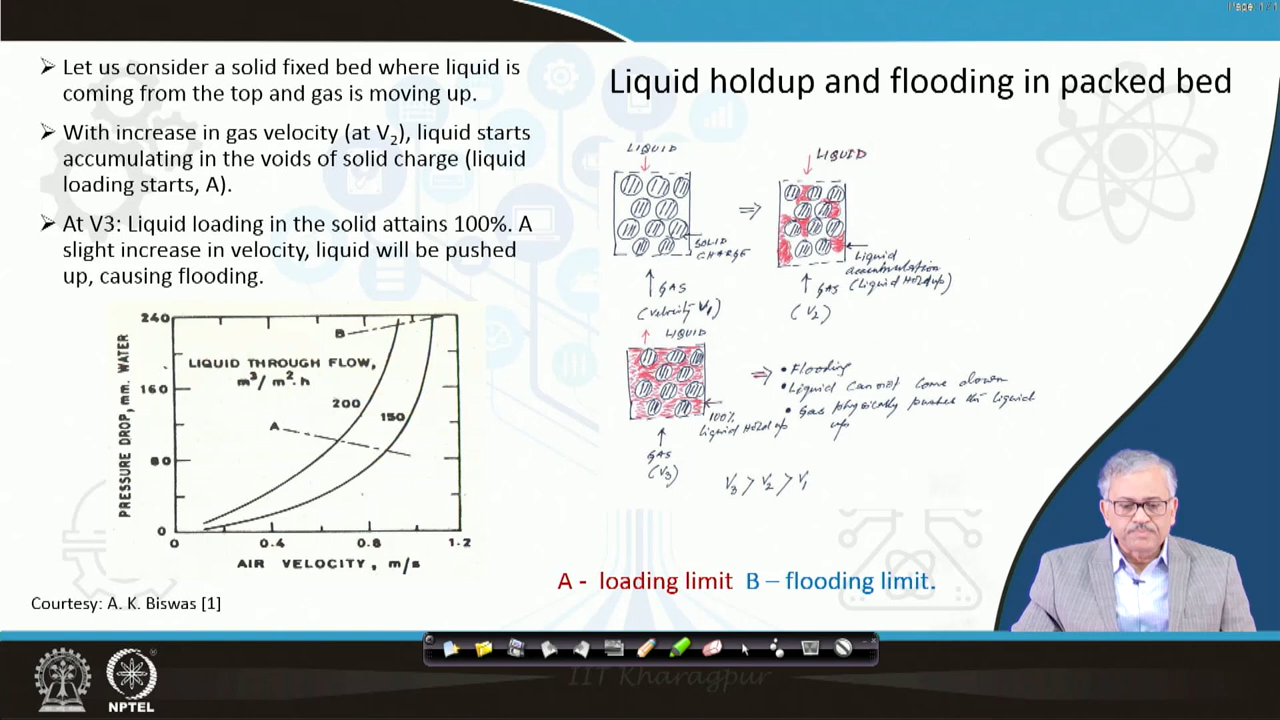 Page: 1/1
➢ Let us consider a solid fixed bed where liquid is
coming from the top and gas is moving up.
➢ With increase in gas velocity (at V2), liquid starts
accumulating in the voids of solid charge (liquid
loading starts, A).
➢ At V3: Liquid loading in the solid attains 100%. A
slight increase in velocity, liquid will be pushed
up, causing flooding.
240
160
80
0
PRESSURE DROP, mm. WATER
B
LIQUID THROUGH FLOW,
m³/m².h
200
150
A
0 0.4 0.8 1.2
AIR VELOCITY, m/s
Courtesy: A. K. Biswas [1]
Liquid holdup and flooding in packed bed
LIQUID
SOLID
CHARGE
GAS
(velocity V1)
⇒
LIQUID
Liquid
accumulation
(Liquid Holdup)
GAS
(V2)
LIQUID
100%
Liquid Holdup
GAS
(V3)
⇒ • Flooding
• Liquid cannot come down
• Gas physically pushes the liquid
up
V3 > V2 > V1
A - loading limit B – flooding limit.
NPTEL
IIT Kharagpur